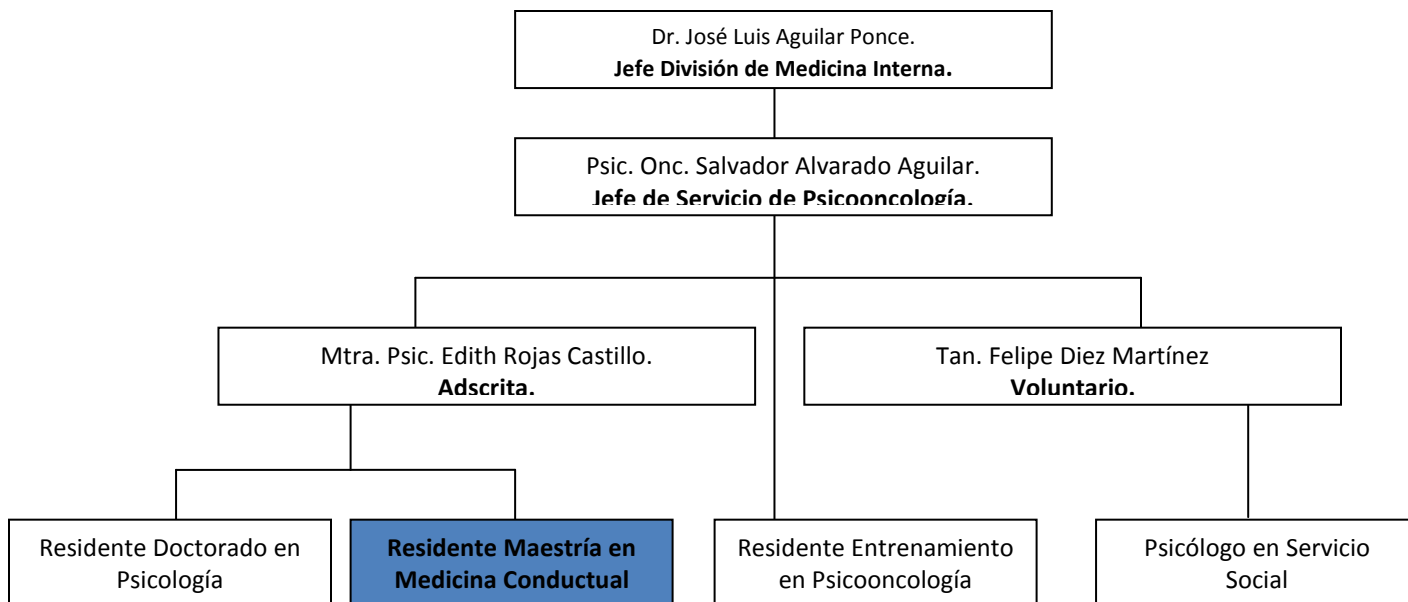 Dr. José Luis Aguilar Ponce.
Jefe División de Medicina Interna.
Psic. Onc. Salvador Alvarado Aguilar.
Jefe de Servicio de Psicooncología.
Mtra. Psic. Edith Rojas Castillo.
Adscrita.
Tan. Felipe Diez Martínez
Voluntario.
Residente Doctorado en
Psicología
Residente Maestría en
Medicina Conductual
Residente Entrenamiento
en Psicooncología
Psicólogo en Servicio
Social